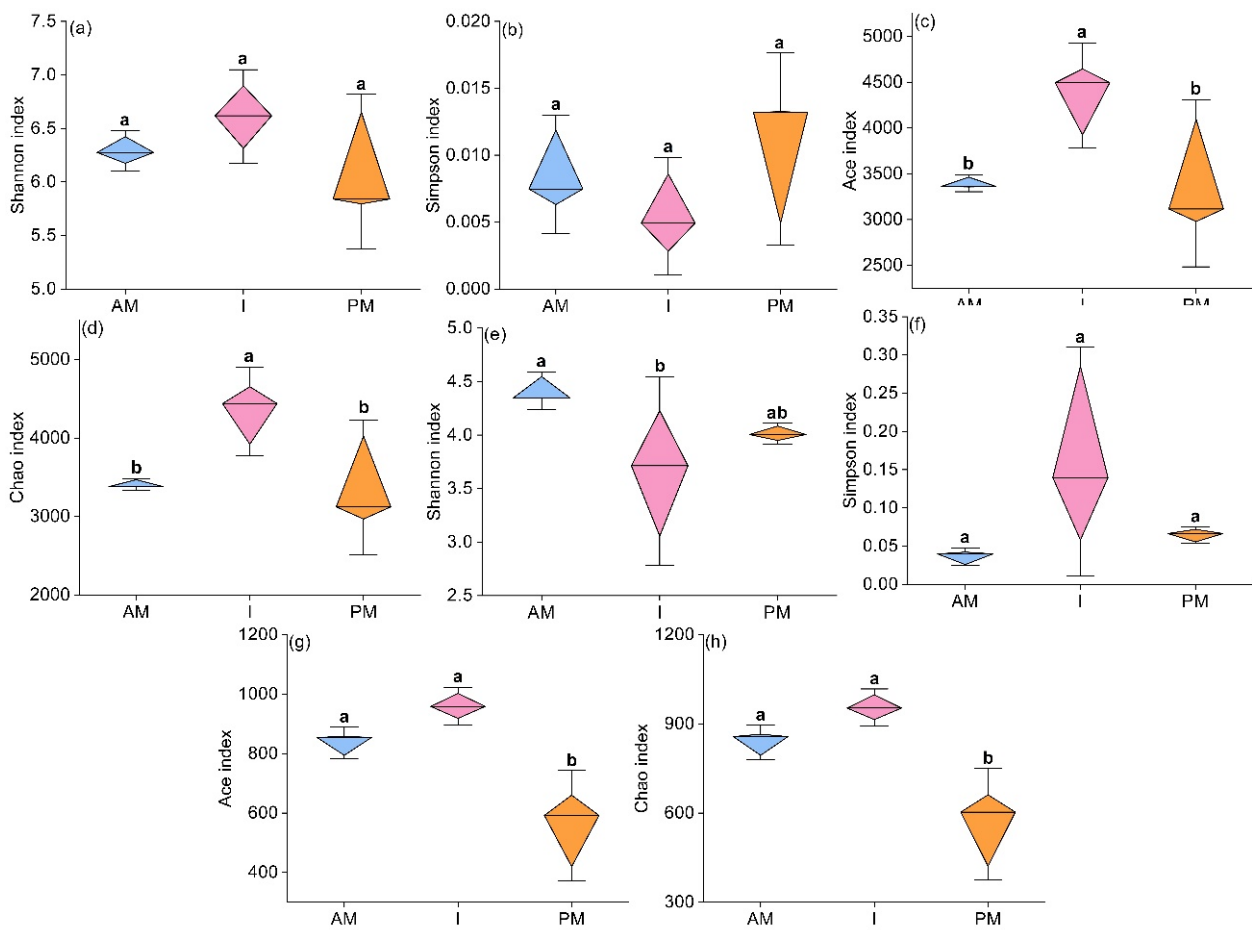 (a)
Shannon index
7.5
7.0
6.5
6.0
5.5
5.0
a
a
a
AM
I
PM
(b)
Simpson index
0.020
0.015
0.010
0.005
0.000
a
a
a
AM
I
PM
(c)
Ace index
5000
4500
4000
3500
3000
2500
b
a
b
AM
I
PM
(d)
Chao index
5000
4000
3000
2000
b
a
b
AM
I
PM
(e)
Shannon index
5.0
4.5
4.0
3.5
3.0
2.5
a
b
ab
AM
I
PM
(f)
Simpson index
0.35
0.30
0.25
0.20
0.15
0.10
0.05
0.00
a
a
a
AM
I
PM
(g)
Ace index
1200
1000
800
600
400
a
a
b
AM
I
PM
(h)
Chao index
1200
900
600
300
a
a
b
AM
I
PM